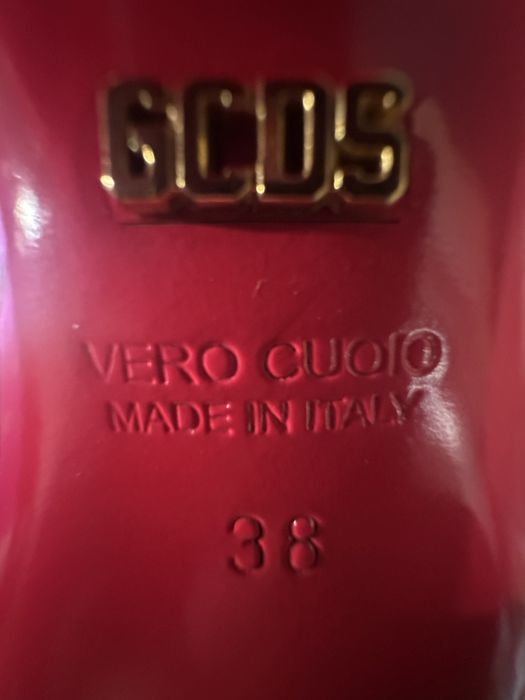 GCDS
VERO CUOIO
MADE IN ITALY
38